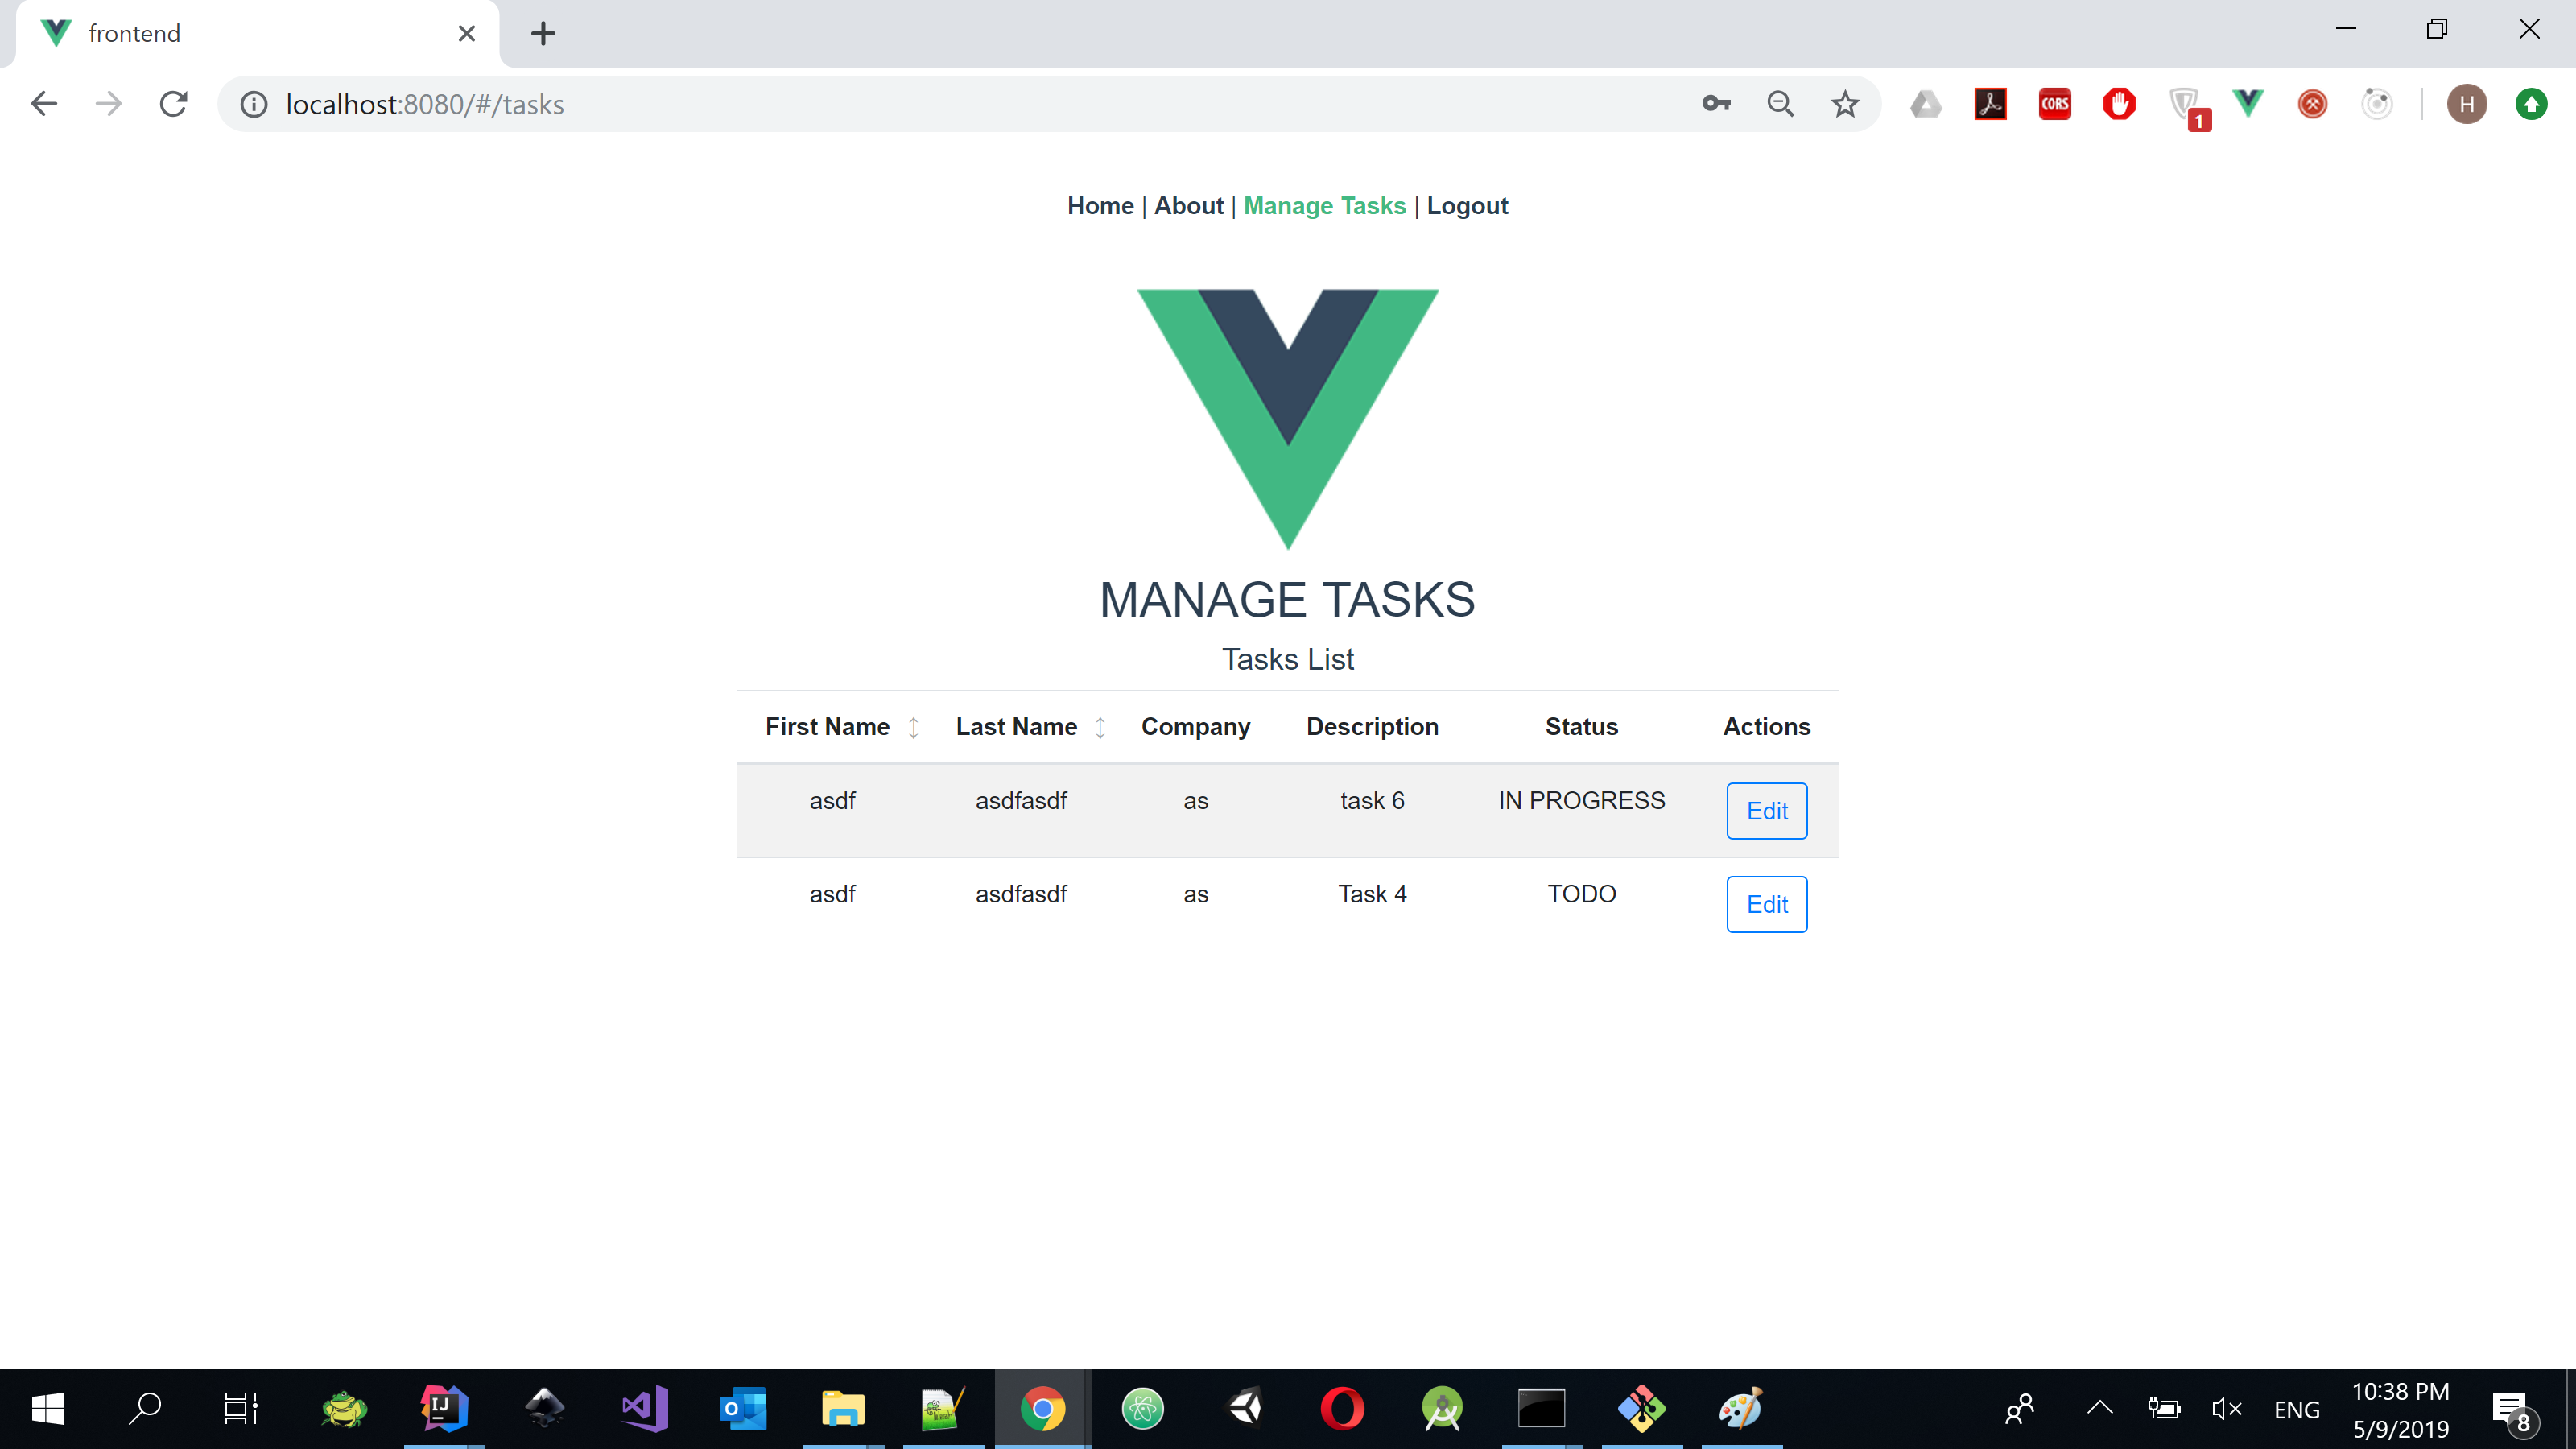 frontend
localhost:8080/#/tasks
CORS
1
H
Home | About | Manage Tasks | Logout
MANAGE TASKS
Tasks List
First Name Last Name Company Description Status Actions
asdf asdfasdf as task 6 IN PROGRESS Edit
asdf asdfasdf as Task 4 TODO Edit
IJ
O
ENG
10:38 PM
5/9/2019
8